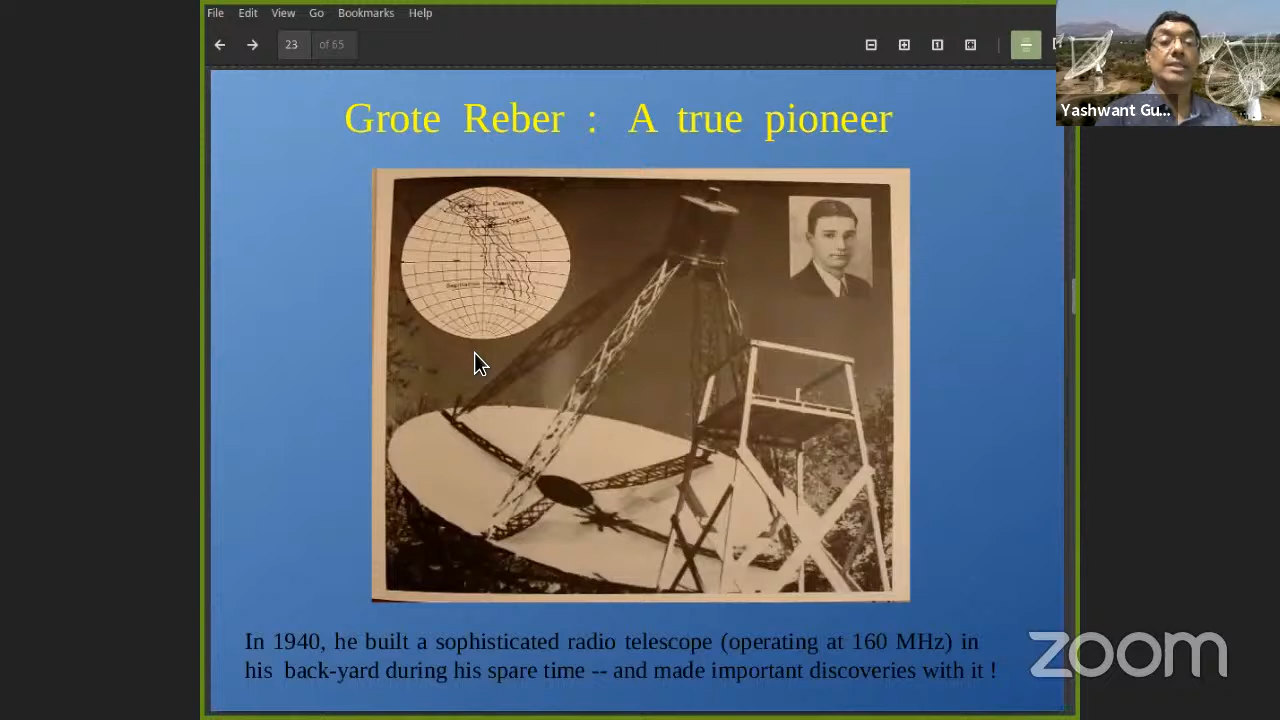 File Edit View Go Bookmarks Help
23 of 65
Yashwant Gu...
Grote Reber : A true pioneer
Cygnus
In 1940, he built a sophisticated radio telescope (operating at 160 MHz) in
his back-yard during his spare time -- and made important discoveries with it !
zoom